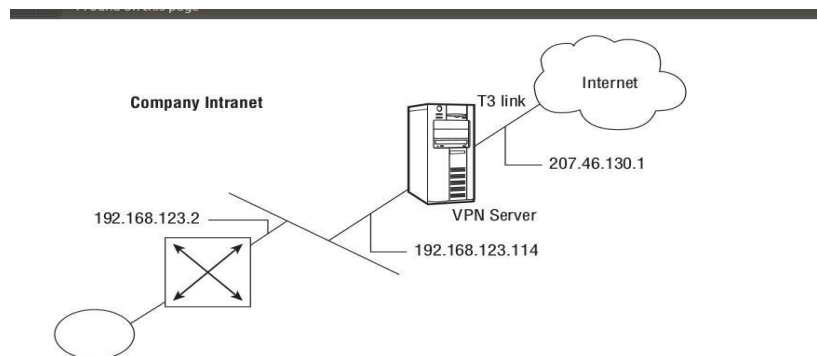 Internet
T3 link
Company Intranet
207.46.130.1
192.168.123.2
VPN Server
192.168.123.114